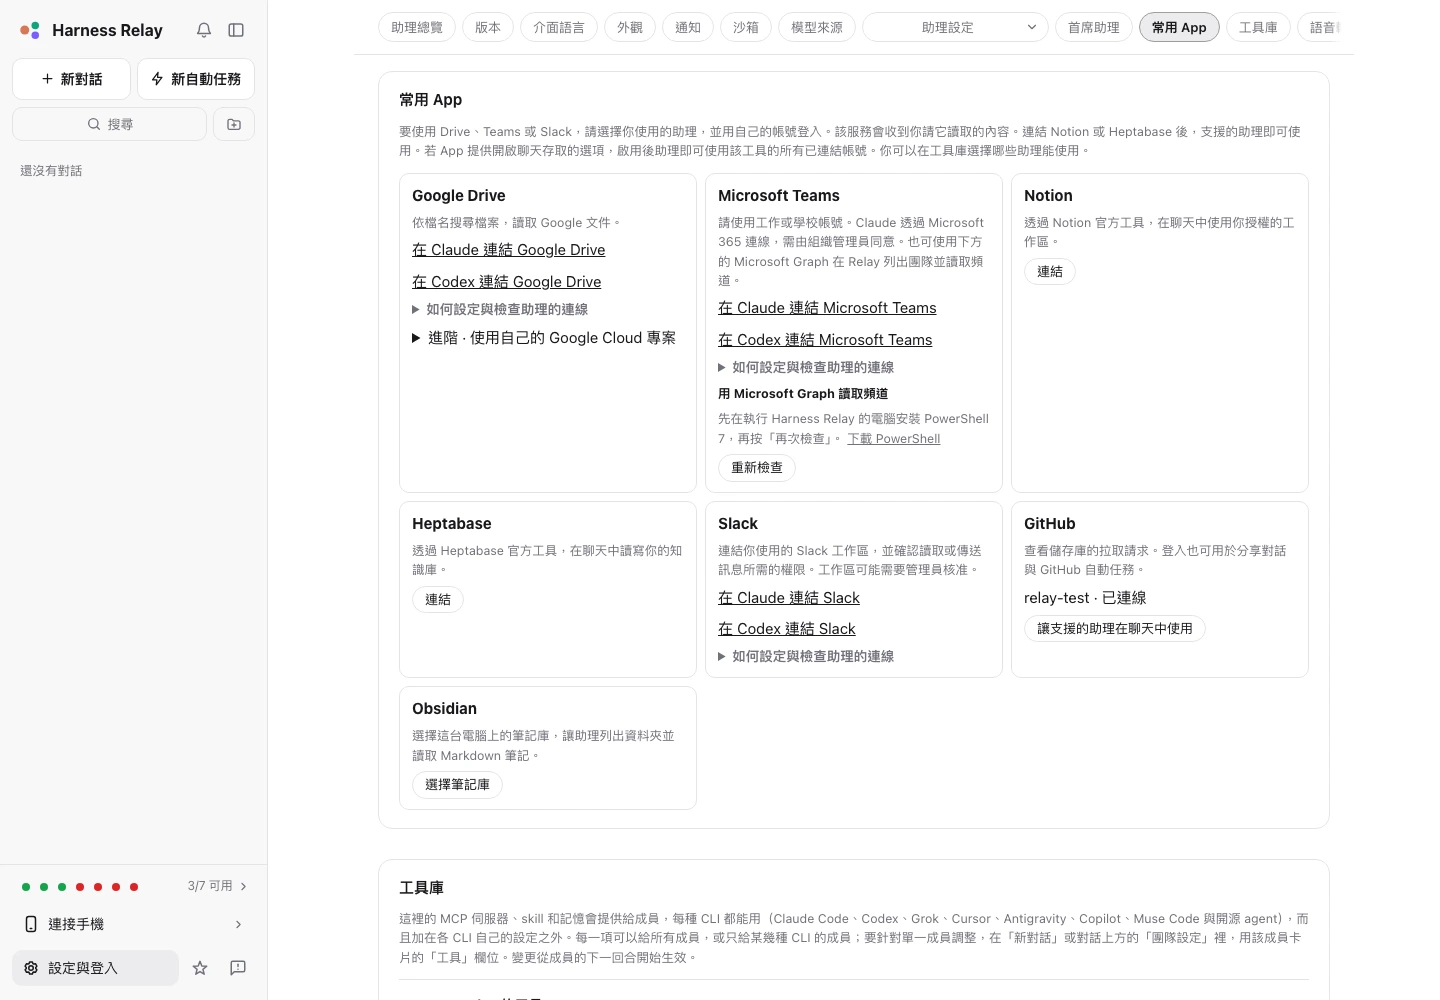 Harness Relay
新對話
新自動任務
搜尋
還沒有對話
3/7 可用
連接手機
設定與登入
助理總覽
版本
介面語言
外觀
通知
沙箱
模型來源
助理設定
首席助理
常用 App
工具庫
常用 App
要使用 Drive、Teams 或 Slack，請選擇你使用的助理，並用自己的帳號登入。該服務會收到你請它讀取的內容。連結 Notion 或 Heptabase 後，支援的助理即可使
用。若 App 提供開啟聊天存取的選項，啟用後助理即可使用該工具的所有已連結帳號。你可以在工具庫選擇哪些助理能使用。
Google Drive
依檔名搜尋檔案，讀取 Google 文件。
在 Claude 連結 Google Drive
在 Codex 連結 Google Drive
如何設定與檢查助理的連線
進階 · 使用自己的 Google Cloud 專案
Microsoft Teams
請使用工作或學校帳號。Claude 透過 Microsoft
365 連線，需由組織管理員同意。也可使用下方
的 Microsoft Graph 在 Relay 列出團隊並讀取頻
道。
在 Claude 連結 Microsoft Teams
在 Codex 連結 Microsoft Teams
如何設定與檢查助理的連線
用 Microsoft Graph 讀取頻道
先在執行 Harness Relay 的電腦安裝 PowerShell
7，再按「再次檢查」。 下載 PowerShell
重新檢查
Notion
透過 Notion 官方工具，在聊天中使用你授權的工
作區。
連結
Heptabase
透過 Heptabase 官方工具，在聊天中讀寫你的知
識庫。
連結
Slack
連結你使用的 Slack 工作區，並確認讀取或傳送
訊息所需的權限。工作區可能需要管理員核准。
在 Claude 連結 Slack
在 Codex 連結 Slack
如何設定與檢查助理的連線
GitHub
查看儲存庫的拉取請求。登入也可用於分享對話
與 GitHub 自動任務。
relay-test · 已連線
讓支援的助理在聊天中使用
Obsidian
選擇這台電腦上的筆記庫，讓助理列出資料夾並
讀取 Markdown 筆記。
選擇筆記庫
工具庫
這裡的 MCP 伺服器、skill 和記憶會提供給成員，每種 CLI 都能用（Claude Code、Codex、Grok、Cursor、Antigravity、Copilot、Muse Code 與開源 agent），而
且加在各 CLI 自己的設定之外。每一項可以給所有成員，或只給某幾種 CLI 的成員；要針對單一成員調整，在「新對話」或對話上方的「團隊設定」裡，用該成員卡
片的「工具」欄位。變更從成員的下一回合開始生效。